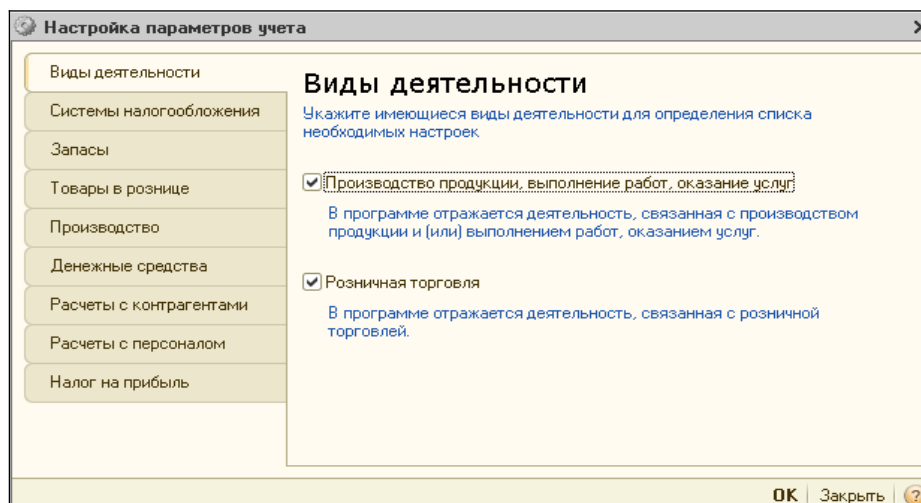 Настройка параметров учета
Виды деятельности
Системы налогообложения
Запасы
Товары в рознице
Производство
Денежные средства
Расчеты с контрагентами
Расчеты с персоналом
Налог на прибыль
Виды деятельности
Укажите имеющиеся виды деятельности для определения списка
необходимых настроек
Производство продукции, выполнение работ, оказание услуг
В программе отражается деятельность, связанная с производством
продукции и (или) выполнением работ, оказанием услуг.
Розничная торговля
В программе отражается деятельность, связанная с розничной
торговлей.
OK Закрыть ?